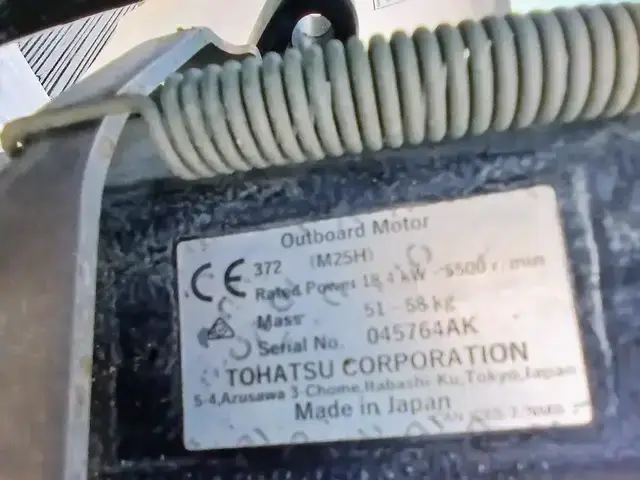 Outboard Motor
CE 372 (M25H)
Rated Power 18.4 kW - 5500 r/min
Mass 51 - 58 kg
Serial No. 045764AK
TOHATSU CORPORATION
5-4, Arusawa 3-Chome, Itabashi-Ku, Tokyo, Japan
Made in Japan